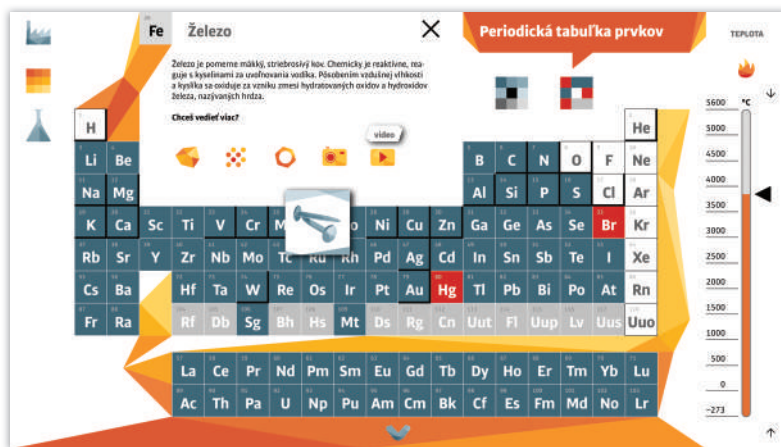 Fe Železo
Periodická tabuľka prvkov
TEPLOTA
Železo je pomerne mäkký, striebrosivý kov. Chemicky je reaktívne, rea-
guje s kyselinami za uvoľnovania vodíka. Pôsobením vzdušnej vlhkosti
a kyslíka sa oxiduje za vzniku zmesi hydratovaných oxidov a hydroxidov
železa, nazývaných hrdza.
Chceš vedieť viac?
video
5600 °C
5000
4500
4000
3500
3000
2500
2000
1500
1000
500
0
-273
H He
Li Be B C N O F Ne
Na Mg Al Si P S Cl Ar
K Ca Sc Ti V Cr Ni Cu Zn Ga Ge As Se Br Kr
Rb Sr Y Zr Nb Mo Tc Ru Rh Pd Ag Cd In Sn Sb Te I Xe
Cs Ba Hf Ta W Re Os Ir Pt Au Hg Tl Pb Bi Po At Rn
Fr Ra Rf Db Sg Bh Hs Mt Ds Rg Cn Uut Fl Uup Lv Uus Uuo
La Ce Pr Nd Pm Sm Eu Gd Tb Dy Ho Er Tm Yb Lu
Ac Th Pa U Np Pu Am Cm Bk Cf Es Fm Md No Lr